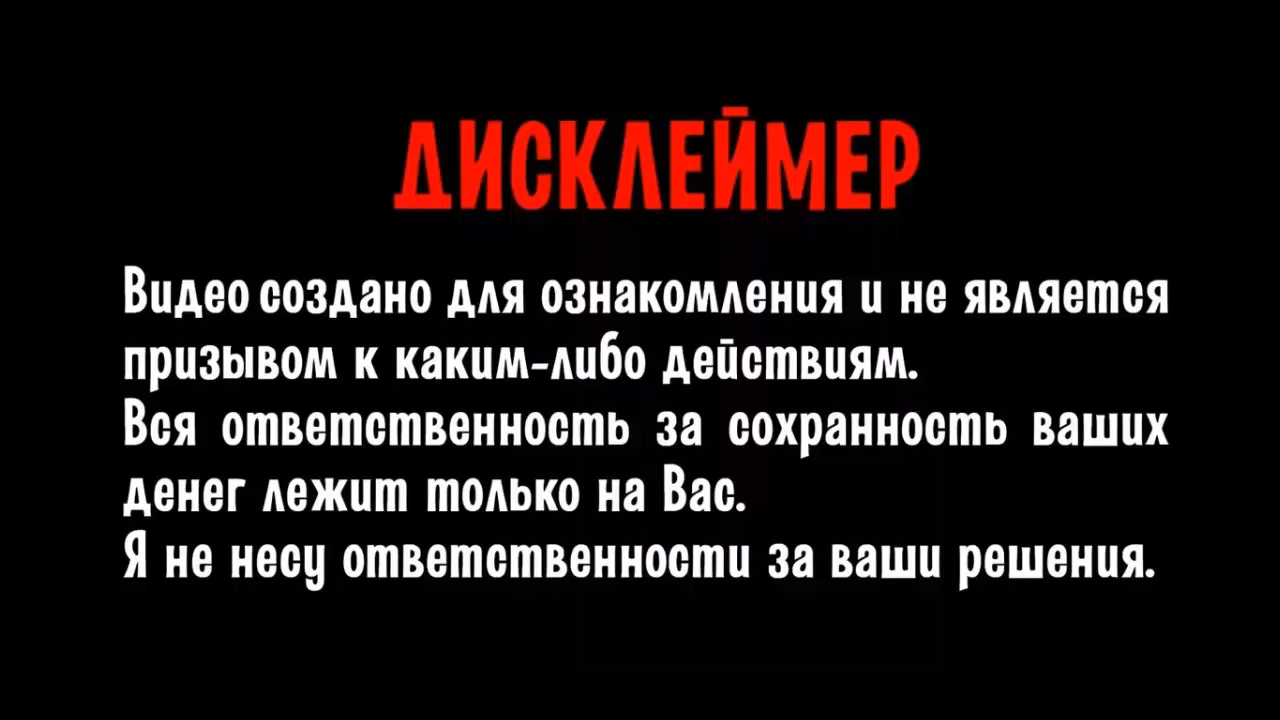 ДИСКЛЕЙМЕР
Видео создано для ознакомления и не является
призывом к каким-либо действиям.
Вся ответственность за сохранность ваших
денег лежит только на Вас.
Я не несу ответственности за ваши решения.